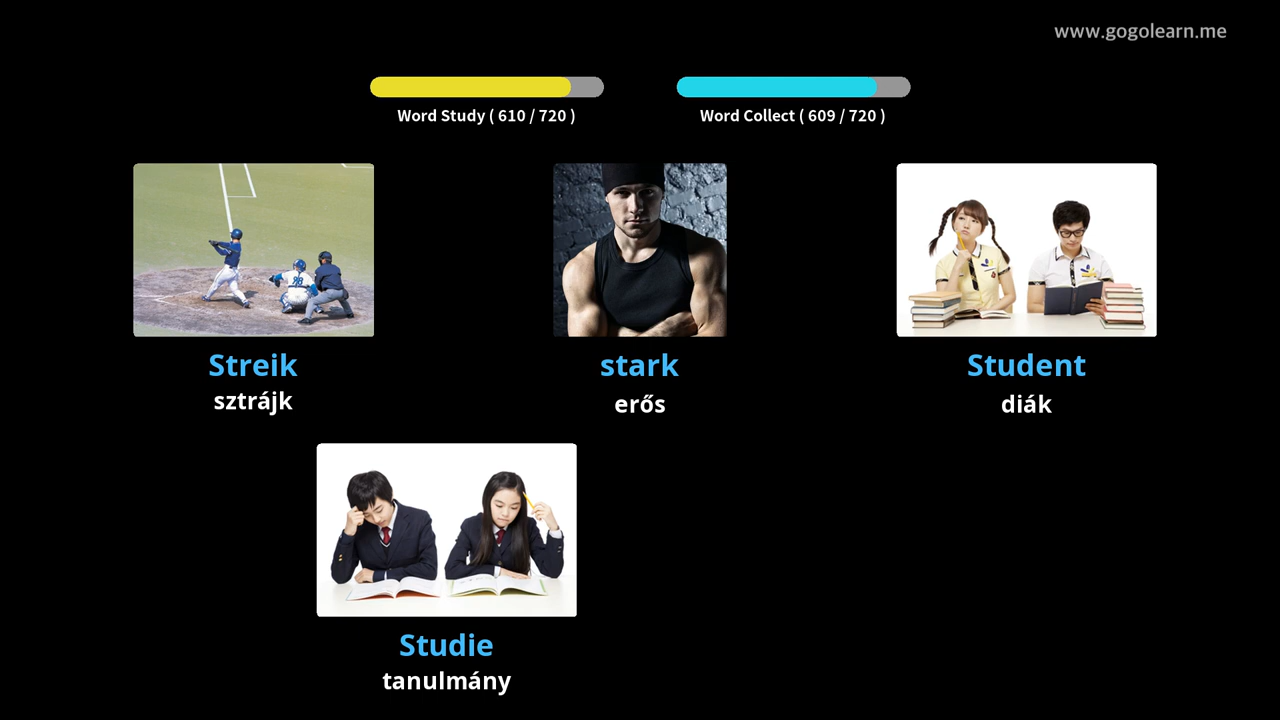 www.gogolearn.me
Word Study ( 610 / 720 )
Word Collect ( 609 / 720 )
Streik
sztrájk
stark
erős
Student
diák
Studie
tanulmány